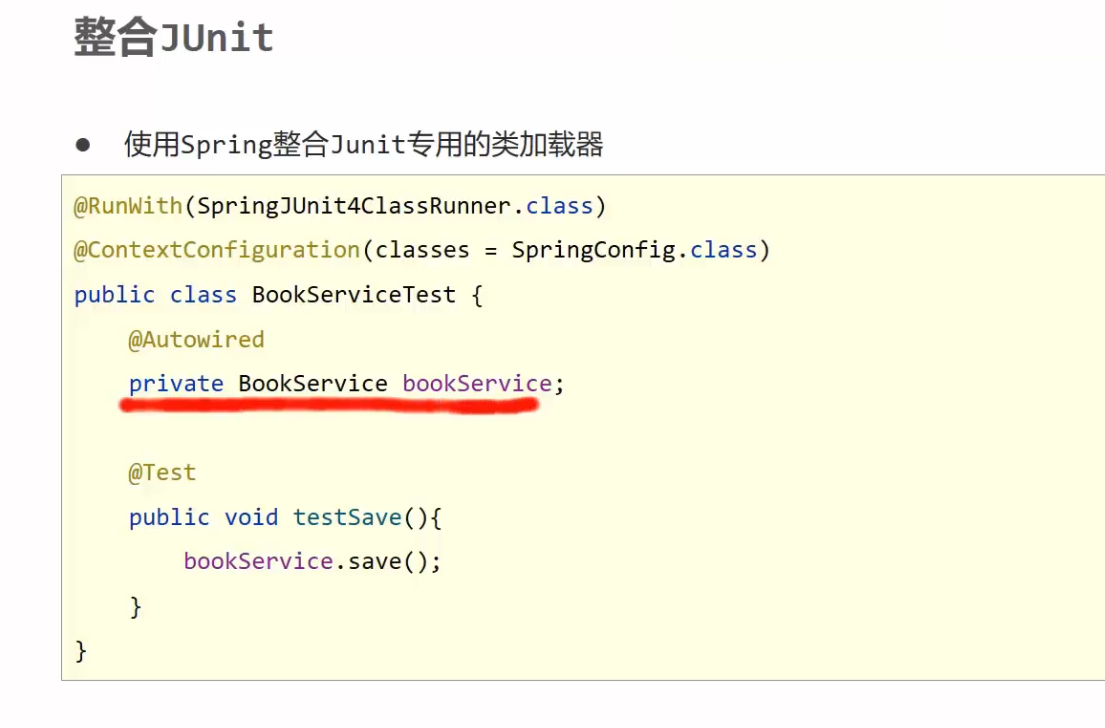 整合JUnit
● 使用Spring整合Junit专用的类加载器
@RunWith(SpringJUnit4ClassRunner.class)
@ContextConfiguration(classes = SpringConfig.class)
public class BookServiceTest {
    @Autowired
    private BookService bookService;
    @Test
    public void testSave(){
        bookService.save();
    }
}